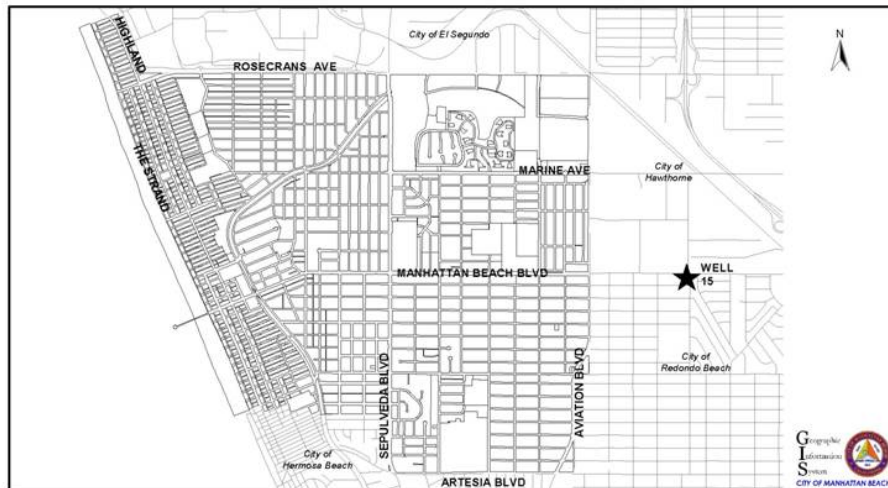 HIGHLAND
City of El Segundo
N
ROSECRANS AVE
THE STRAND
MARINE AVE
City of
Hawthorne
MANHATTAN BEACH BLVD
WELL
15
SEPULVEDA BLVD
AVIATION BLVD
City of
Redondo Beach
City of
Hermosa Beach
ARTESIA BLVD
Geographic
Information
System
CITY OF MANHATTAN BEACH